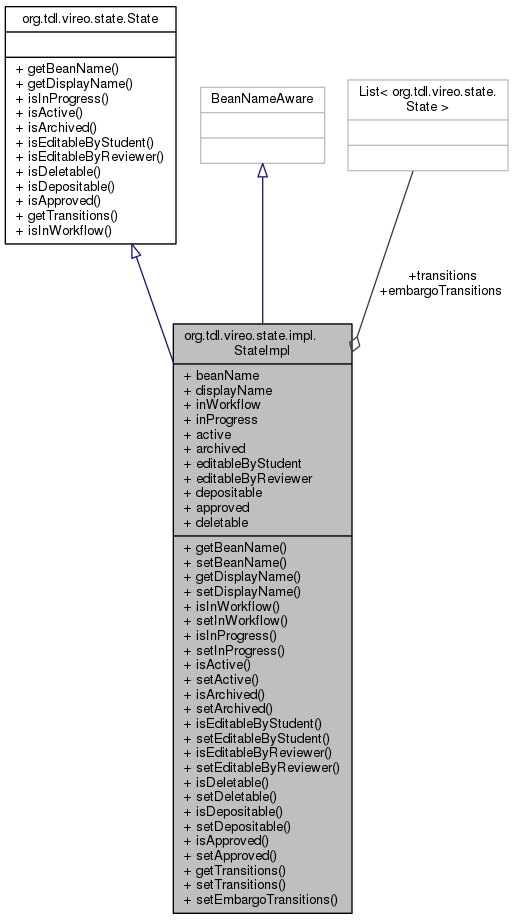 org.tdl.vireo.state.State
+ getBeanName()
+ getDisplayName()
+ isInProgress()
+ isActive()
+ isArchived()
+ isEditableByStudent()
+ isEditableByReviewer()
+ isDeletable()
+ isDepositable()
+ isApproved()
+ getTransitions()
+ isInWorkflow()
BeanNameAware
List< org.tdl.vireo.state.
State >
+transitions
+embargoTransitions
org.tdl.vireo.state.impl.
StateImpl
+ beanName
+ displayName
+ inWorkflow
+ inProgress
+ active
+ archived
+ editableByStudent
+ editableByReviewer
+ depositable
+ approved
+ deletable
+ getBeanName()
+ setBeanName()
+ getDisplayName()
+ setDisplayName()
+ isInWorkflow()
+ setInWorkflow()
+ isInProgress()
+ setInProgress()
+ isActive()
+ setActive()
+ isArchived()
+ setArchived()
+ isEditableByStudent()
+ setEditableByStudent()
+ isEditableByReviewer()
+ setEditableByReviewer()
+ isDeletable()
+ setDeletable()
+ isDepositable()
+ setDepositable()
+ isApproved()
+ setApproved()
+ getTransitions()
+ setTransitions()
+ setEmbargoTransitions()